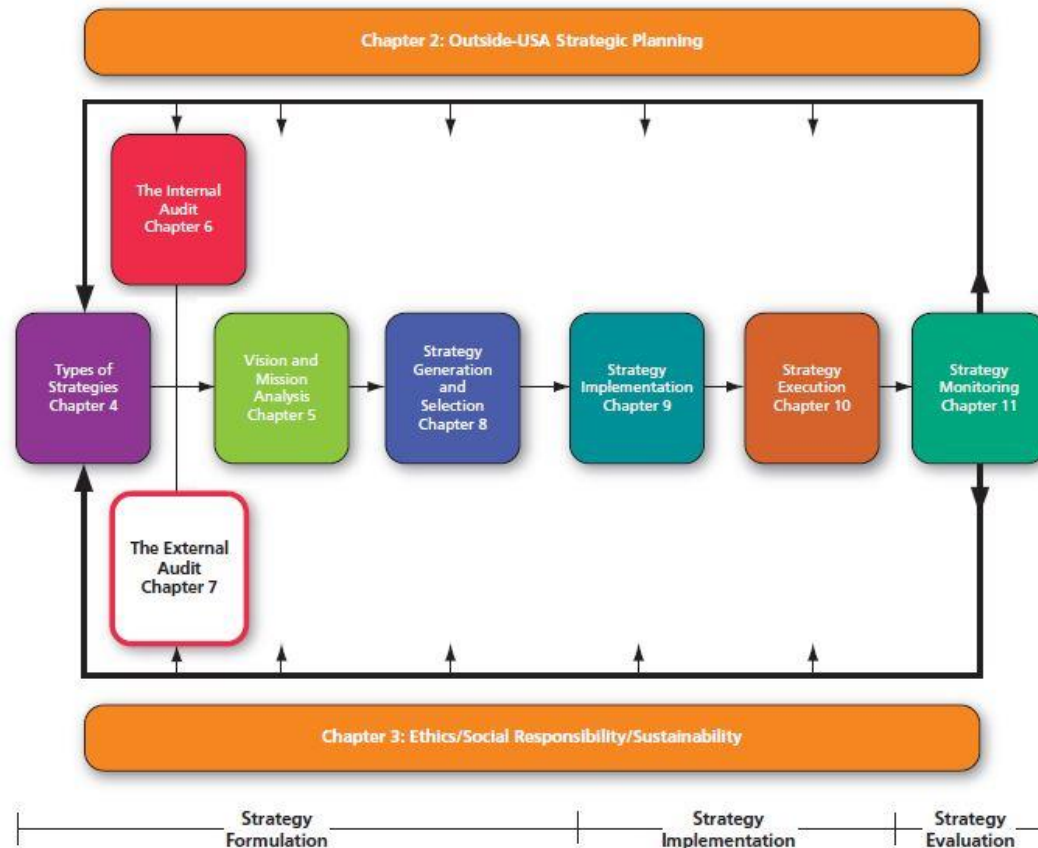 Chapter 2: Outside-USA Strategic Planning
The Internal
Audit
Chapter 6
Types of
Strategies
Chapter 4
Vision and
Mission
Analysis
Chapter 5
Strategy
Generation
and
Selection
Chapter 8
Strategy
Implementation
Chapter 9
Strategy
Execution
Chapter 10
Strategy
Monitoring
Chapter 11
The External
Audit
Chapter 7
Chapter 3: Ethics/Social Responsibility/Sustainability
Strategy
Formulation
Strategy
Implementation
Strategy
Evaluation